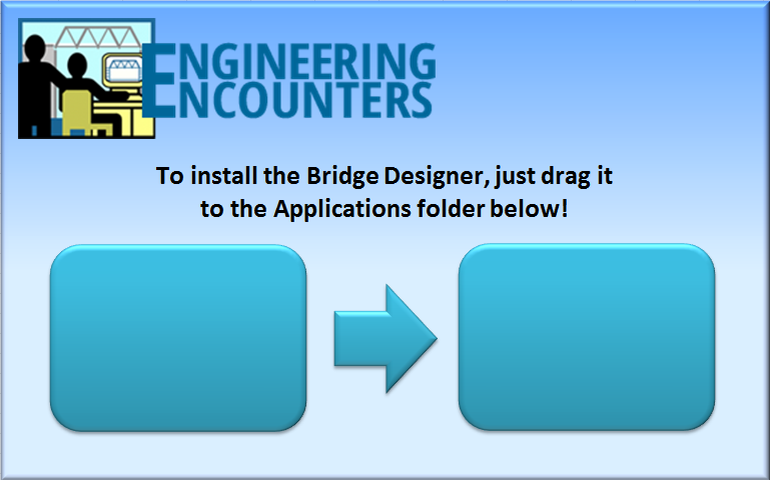 ENGINEERING
ENCOUNTERS
To install the Bridge Designer, just drag it
to the Applications folder below!